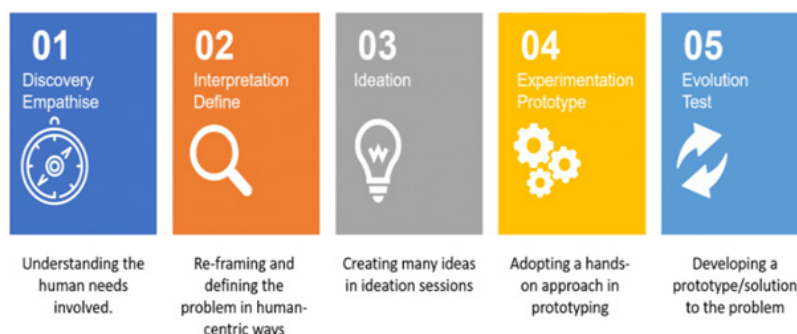 01
Discovery
Empathise
Understanding the
human needs
involved.
02
Interpretation
Define
Re-framing and
defining the
problem in human-
centric ways
03
Ideation
Creating many ideas
in ideation sessions
04
Experimentation
Prototype
Adopting a hands-
on approach in
prototyping
05
Evolution
Test
Developing a
prototype/solution
to the problem